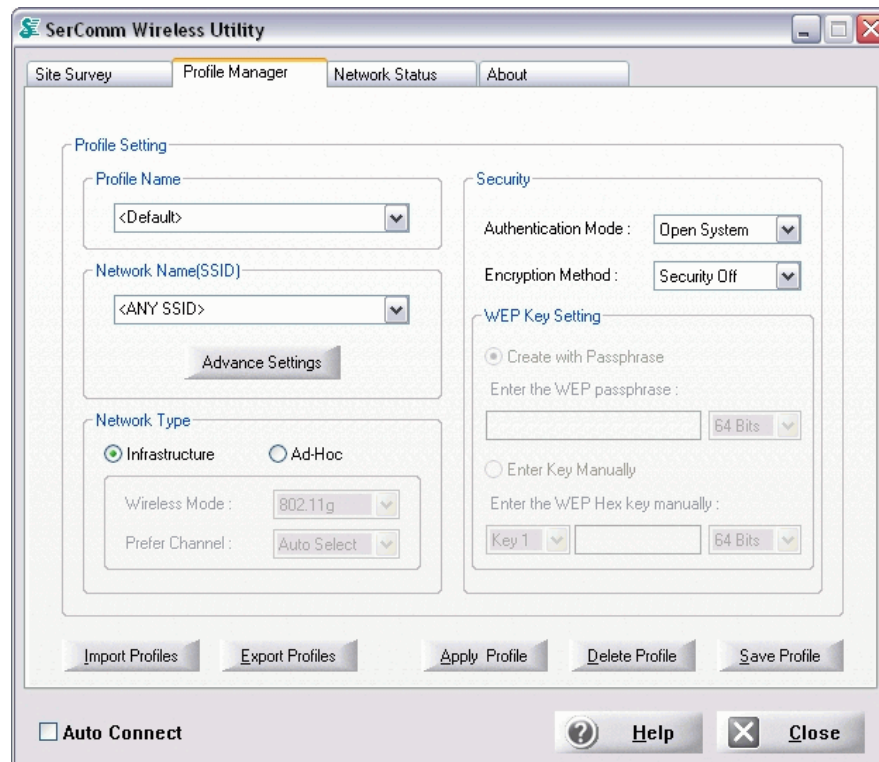 SerComm Wireless Utility
Site Survey
Profile Manager
Network Status
About
Profile Setting
Profile Name
<Default>
Network Name(SSID)
<ANY SSID>
Advance Settings
Network Type
Infrastructure
Ad-Hoc
Wireless Mode :
802.11g
Prefer Channel :
Auto Select
Security
Authentication Mode :
Open System
Encryption Method :
Security Off
WEP Key Setting
Create with Passphrase
Enter the WEP passphrase :
64 Bits
Enter Key Manually
Enter the WEP Hex key manually :
Key 1
64 Bits
Import Profiles
Export Profiles
Apply Profile
Delete Profile
Save Profile
Auto Connect
Help
Close